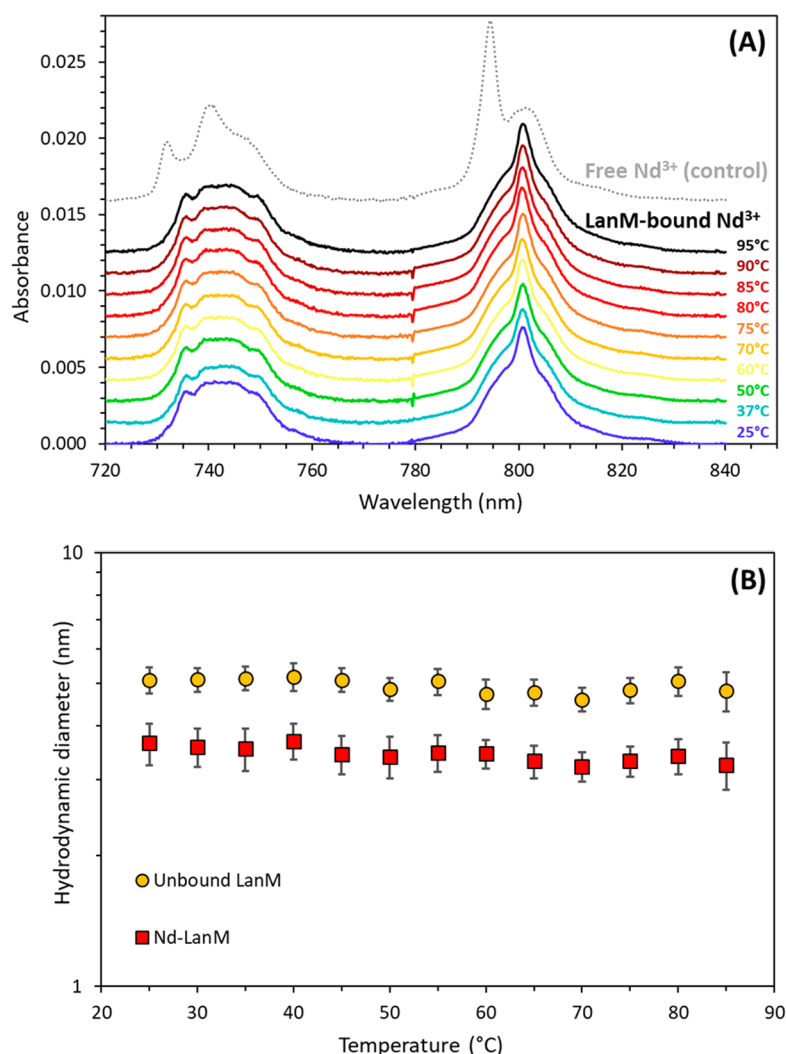 (A)
0.025
0.020
0.015
0.010
0.005
0.000
Absorbance
Free Nd³⁺ (control)
LanM-bound Nd³⁺
95°C
90°C
85°C
80°C
75°C
70°C
60°C
50°C
37°C
25°C
720 740 760 780 800 820 840
Wavelength (nm)
(B)
10
1
Hydrodynamic diameter (nm)
Unbound LanM
Nd-LanM
20 30 40 50 60 70 80 90
Temperature (°C)